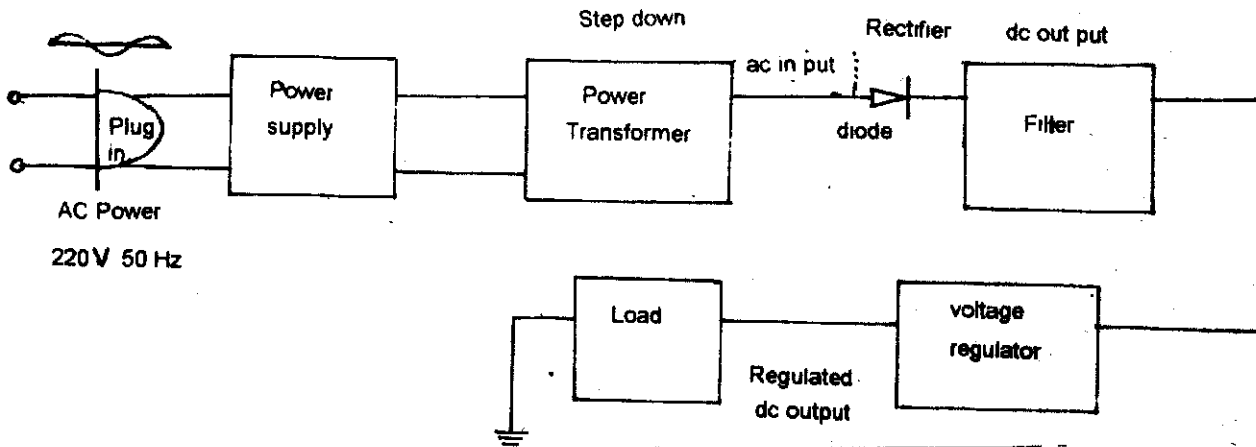 Step down
Rectifier
dc out put
ac in put
Power
supply
Power
Transformer
diode
Filter
Plug
in
AC Power
220V 50 Hz
Load
voltage
regulator
Regulated
dc output